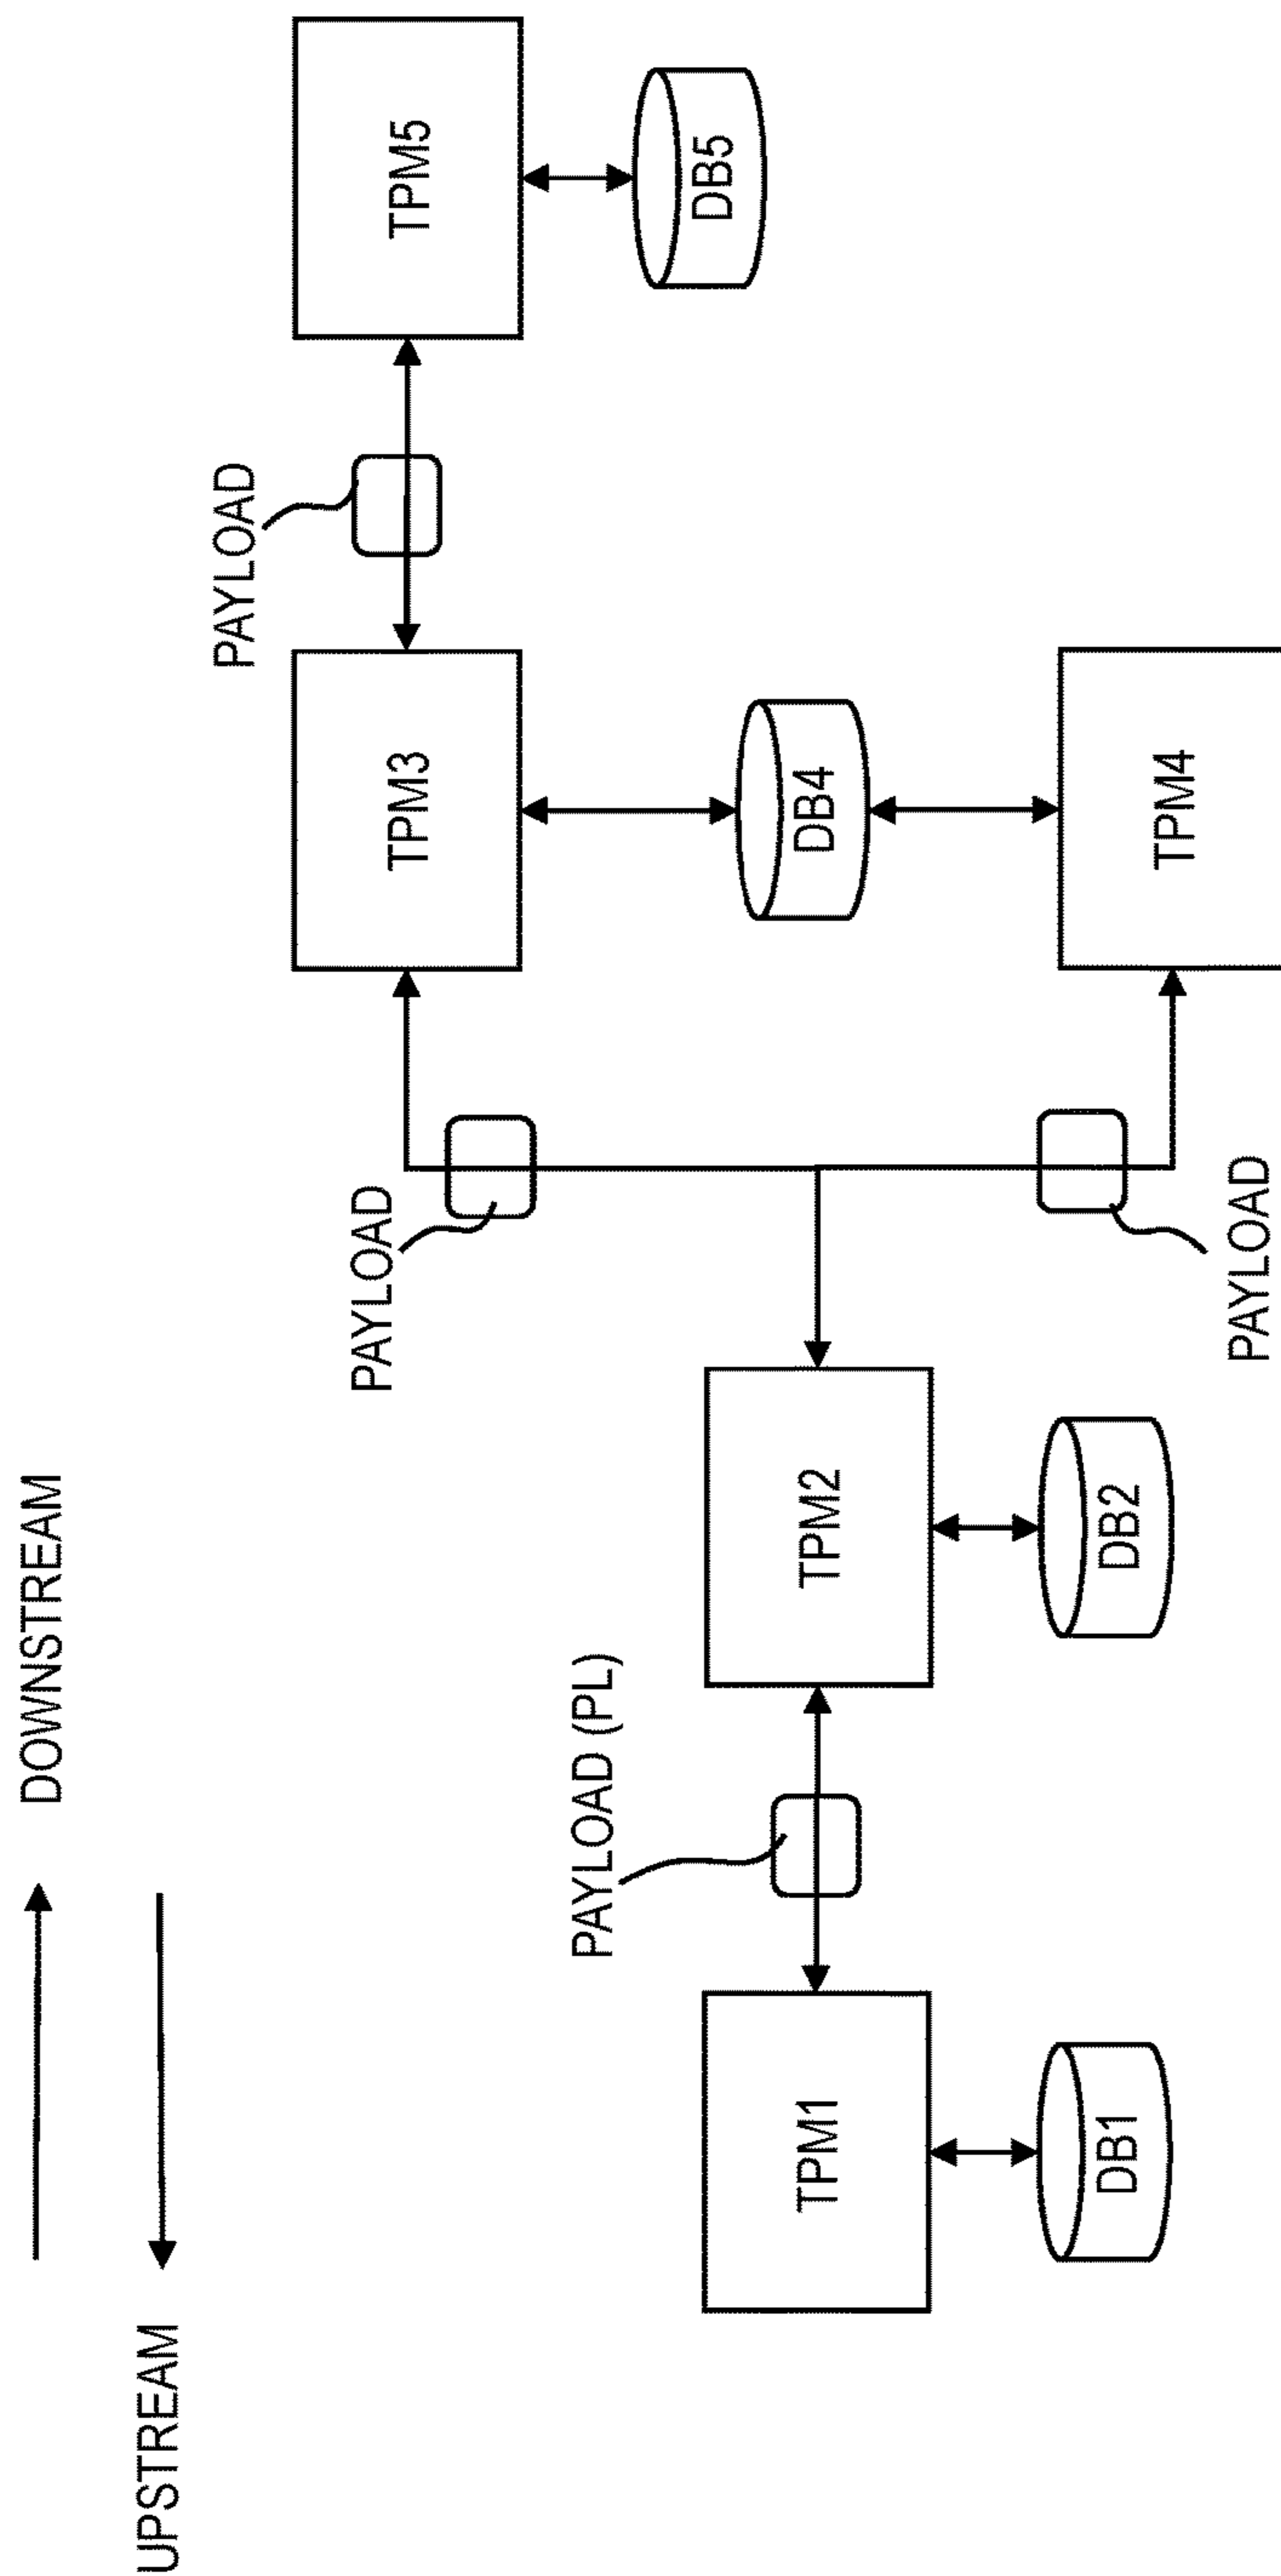 DOWNSTREAM
UPSTREAM
PAYLOAD
TPM5
DB5
PAYLOAD
TPM3
DB4
PAYLOAD (PL)
TPM1
TPM2
DB1
DB2
TPM4
PAYLOAD